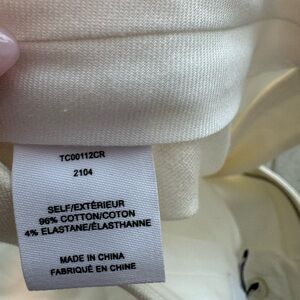 TC00112CR
2104
SELF/EXTÉRIEUR
96% COTTON/COTON
4% ELASTANE/ÉLASTHANNE
MADE IN CHINA
FABRIQUÉ EN CHINE